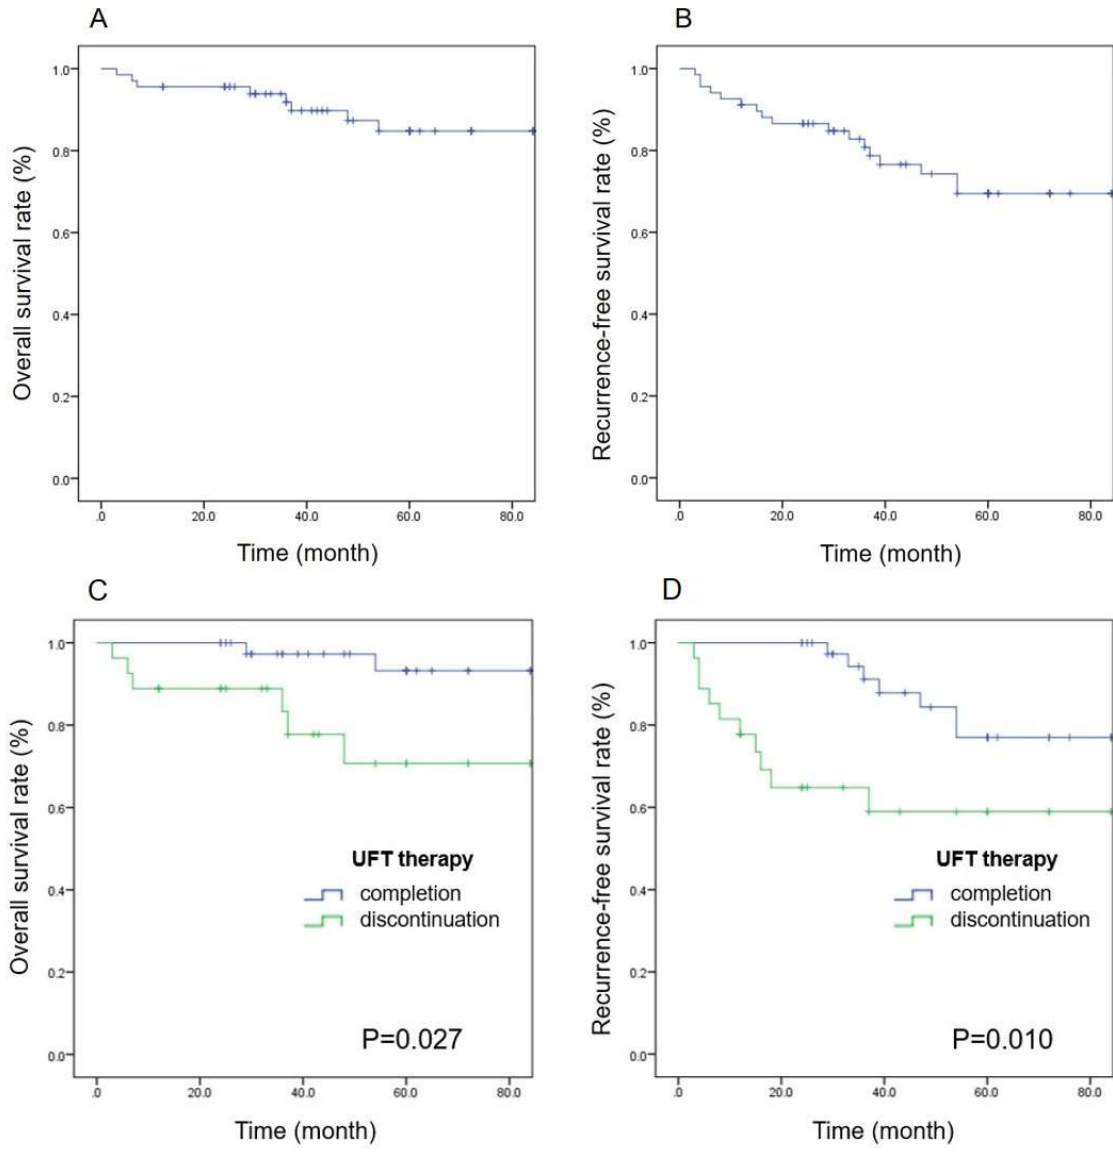 A
Overall survival rate (%)
1.0
0.8
0.6
0.4
0.2
0.0
.0 20.0 40.0 60.0 80.0
Time (month)
B
Recurrence-free survival rate (%)
1.0
0.8
0.6
0.4
0.2
0.0
.0 20.0 40.0 60.0 80.0
Time (month)
C
Overall survival rate (%)
1.0
0.8
0.6
0.4
0.2
0.0
UFT therapy
completion
discontinuation
P=0.027
.0 20.0 40.0 60.0 80.0
Time (month)
D
Recurrence-free survival rate (%)
1.0
0.8
0.6
0.4
0.2
0.0
UFT therapy
completion
discontinuation
P=0.010
.0 20.0 40.0 60.0 80.0
Time (month)